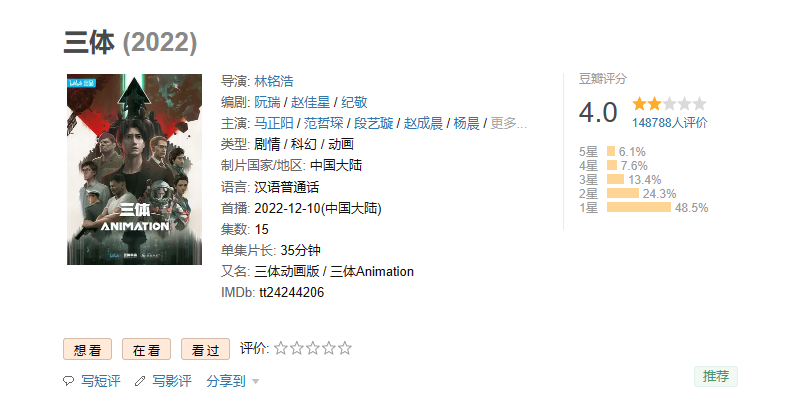 三体 (2022)
bilibili 出品
三体
ANIMATION
导演: 林铭浩
编剧: 阮瑞 / 赵佳星 / 纪敬
主演: 马正阳 / 范哲琛 / 段艺璇 / 赵成晨 / 杨晨 / 更多...
类型: 剧情 / 科幻 / 动画
制片国家/地区: 中国大陆
语言: 汉语普通话
首播: 2022-12-10(中国大陆)
集数: 15
单集片长: 35分钟
又名: 三体动画版 / 三体Animation
IMDb: tt24244206
豆瓣评分
4.0
148788人评价
5星 6.1%
4星 7.6%
3星 13.4%
2星 24.3%
1星 48.5%
想看 在看 看过 评价:
写短评 写影评 分享到
推荐